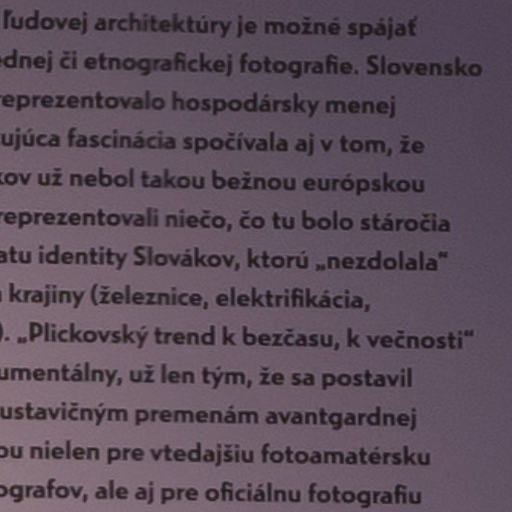 ľudovej architektúry je možné spájať
dnej či etnografickej fotografie. Slovensko
reprezentovalo hospodársky menej
ujúca fascinácia spočívala aj v tom, že
kov už nebol takou bežnou európskou
reprezentovali niečo, čo tu bolo stáročia
atu identity Slovákov, ktorú „nezdolala“
krajiny (železnice, elektrifikácia,
). „Plickovský trend k bezčasu, k večnosti“
umentálny, už len tým, že sa postavil
ustavičným premenám avantgardnej
ou nielen pre vtedajšiu fotoamatérsku
ografov, ale aj pre oficiálnu fotografiu